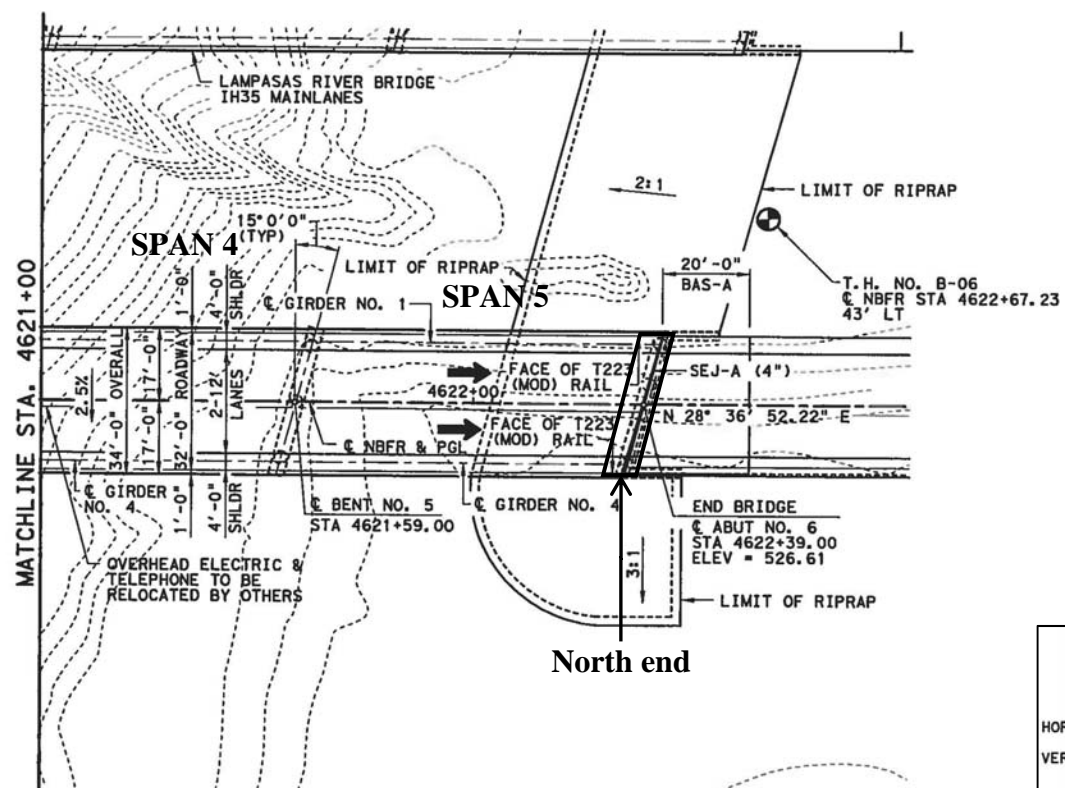 LAMPASAS RIVER BRIDGE
IH35 MAINLANES
2:1
LIMIT OF RIPRAP
15°0'0"
(TYP)
SPAN 4
LIMIT OF RIPRAP
SPAN 5
20'-0"
BAS-A
T.H. NO. B-06
℄ NBFR STA 4622+67.23
43' LT
℄ GIRDER NO. 1
MATCHLINE STA. 4621+00
2.5%
34'-0" OVERALL
17'-0"
17'-0"
1'-0"
32'-0" ROADWAY
1'-0"
4'-0"
SHLDR
2-12'
LANES
4'-0"
SHLDR
FACE OF T223
(MOD) RAIL
4622+00
SEJ-A (4")
N 28° 36' 52.22" E
FACE OF T223
(MOD) RAIL
℄ NBFR & PGL
℄ GIRDER
NO. 4
℄ BENT NO. 5
STA 4621+59.00
℄ GIRDER NO. 4
END BRIDGE
℄ ABUT NO. 6
STA 4622+39.00
ELEV = 526.61
OVERHEAD ELECTRIC &
TELEPHONE TO BE
RELOCATED BY OTHERS
3:1
LIMIT OF RIPRAP
North end